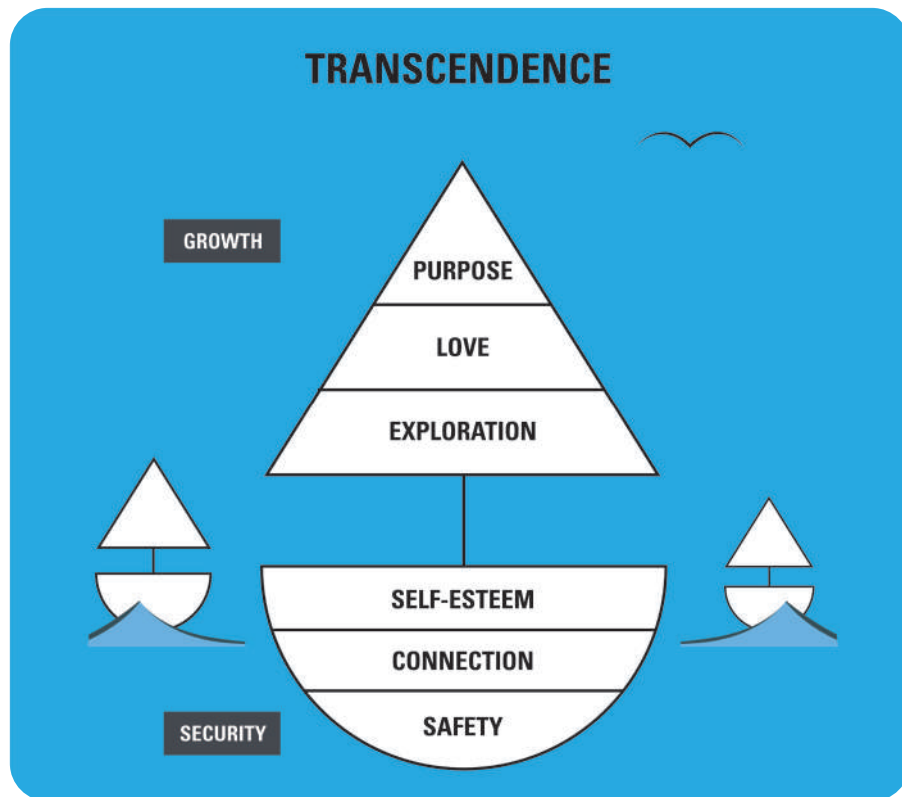 TRANSCENDENCE
GROWTH
PURPOSE
LOVE
EXPLORATION
SELF-ESTEEM
CONNECTION
SAFETY
SECURITY